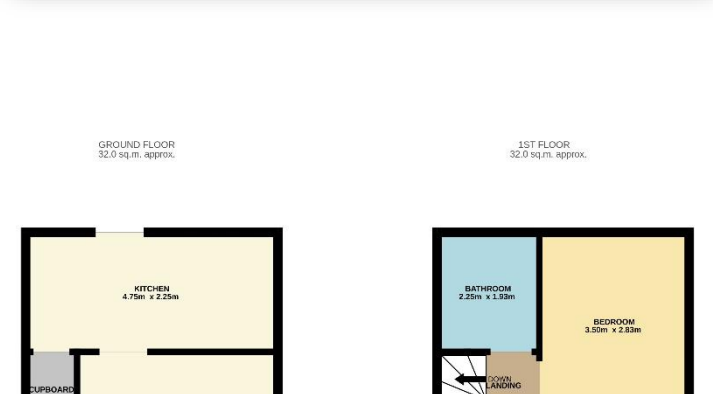 GROUND FLOOR
32.0 sq.m. approx.
1ST FLOOR
32.0 sq.m. approx.
KITCHEN
4.75m x 2.25m
BATHROOM
2.25m x 1.93m
BEDROOM
3.50m x 2.83m
CUPBOARD
DOWN
LANDING